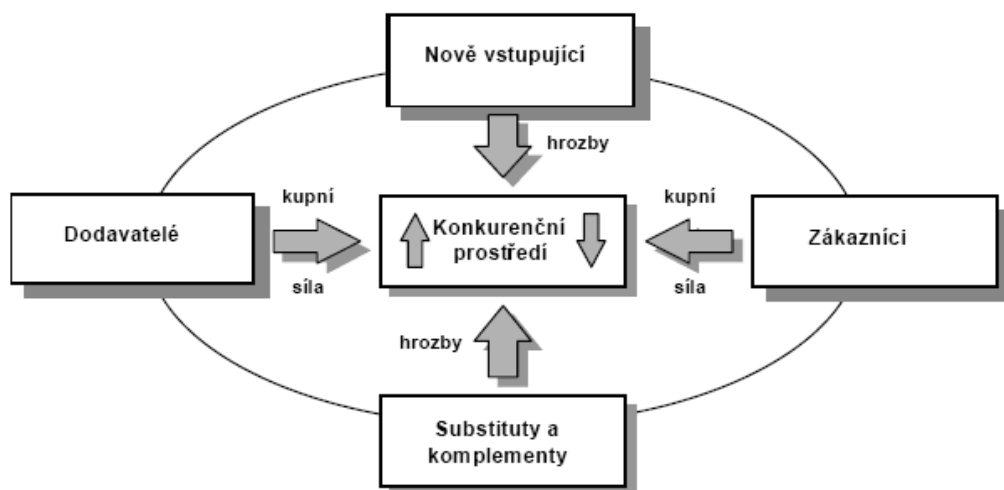 Nově vstupující
hrozby
kupní
kupní
Dodavatelé
Konkurenční
prostředí
Zákazníci
síla
síla
hrozby
Substituty a
komplementy